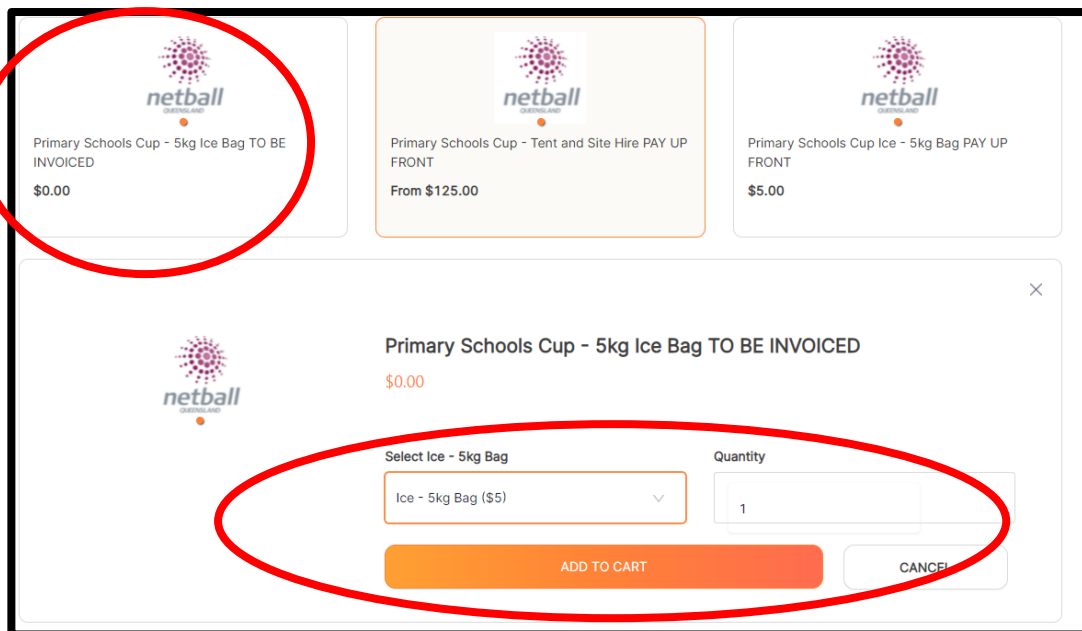 netball
QUEENSLAND
Primary Schools Cup - 5kg Ice Bag TO BE
INVOICED
$0.00
netball
QUEENSLAND
Primary Schools Cup - Tent and Site Hire PAY UP
FRONT
From $125.00
netball
QUEENSLAND
Primary Schools Cup Ice - 5kg Bag PAY UP
FRONT
$5.00
netball
QUEENSLAND
Primary Schools Cup - 5kg Ice Bag TO BE INVOICED
$0.00
Select Ice - 5kg Bag
Quantity
Ice - 5kg Bag ($5)
1
ADD TO CART
CANCEL